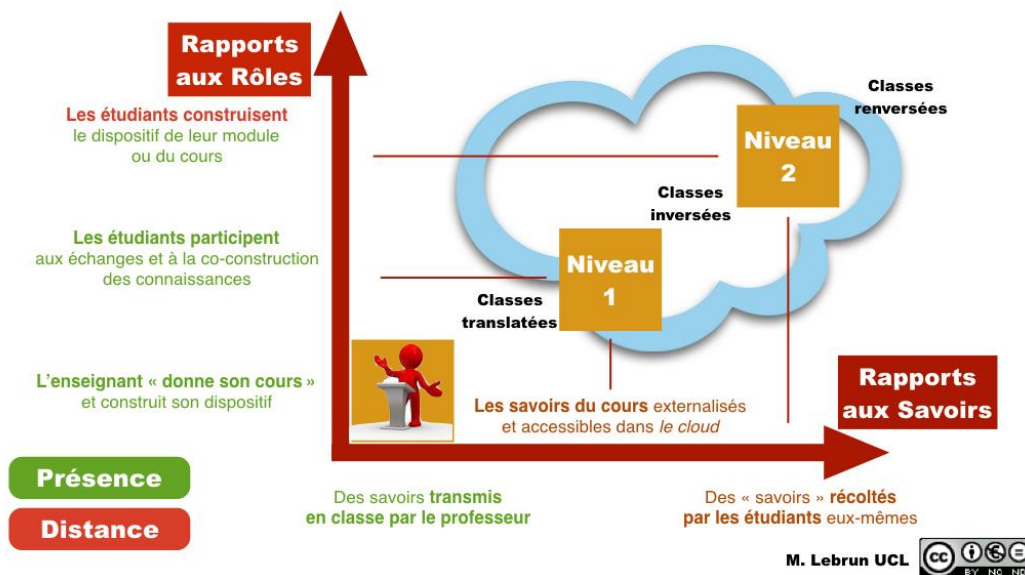 Rapports
aux Rôles
Les étudiants construisent
le dispositif de leur module
ou du cours
Classes
renversées
Niveau
2
Classes
inversées
Les étudiants participent
aux échanges et à la co-construction
des connaissances
Niveau
1
Classes
translatées
L'enseignant « donne son cours »
et construit son dispositif
Les savoirs du cours externalisés
et accessibles dans le cloud
Rapports
aux Savoirs
Présence
Distance
Des savoirs transmis
en classe par le professeur
Des « savoirs » récoltés
par les étudiants eux-mêmes
M. Lebrun UCL
cc
BY NC ND